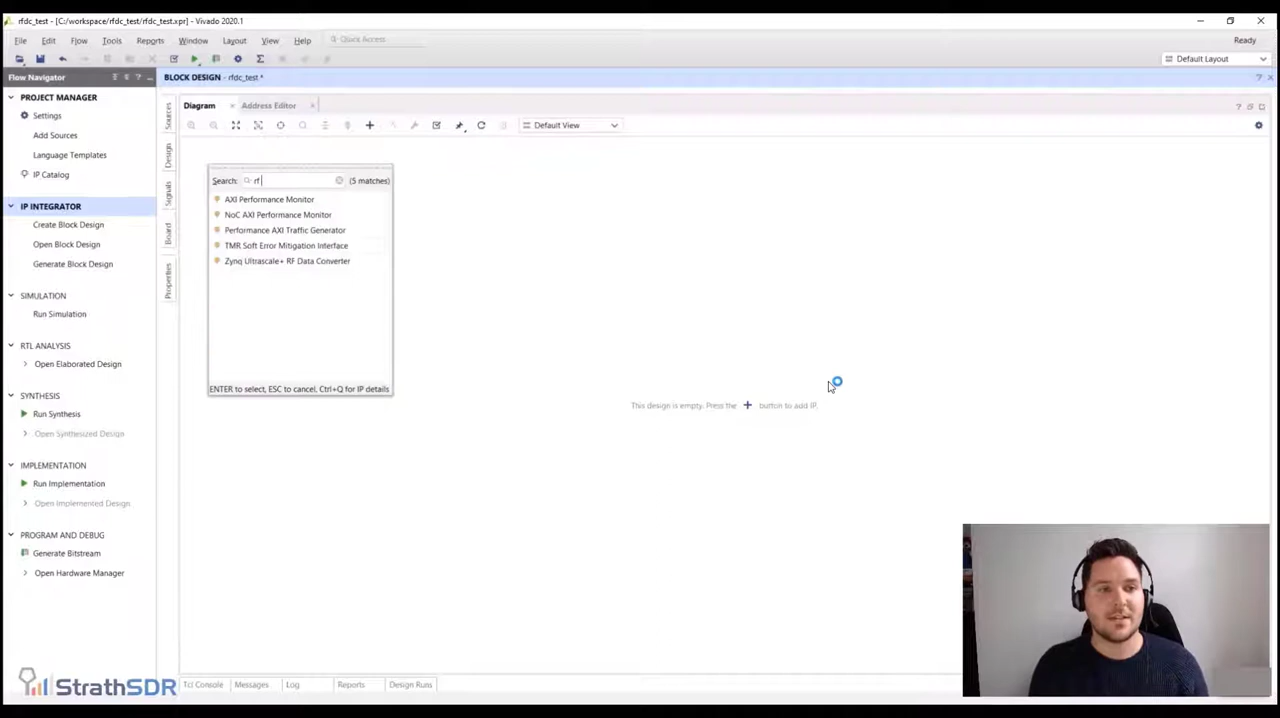 rfdc_test - [C:/workspace/rfdc_test/rfdc_test.xpr] - Vivado 2020.1
File Edit Flow Tools Reports Window Layout View Help Quick Access
Ready
Default Layout
Flow Navigator
BLOCK DESIGN - rfdc_test *
PROJECT MANAGER
Settings
Add Sources
Language Templates
IP Catalog
IP INTEGRATOR
Create Block Design
Open Block Design
Generate Block Design
SIMULATION
Run Simulation
RTL ANALYSIS
Open Elaborated Design
SYNTHESIS
Run Synthesis
Open Synthesized Design
IMPLEMENTATION
Run Implementation
Open Implemented Design
PROGRAM AND DEBUG
Generate Bitstream
Open Hardware Manager
Sources
Design
Signals
Board
Properties
Diagram
Address Editor
Default View
Search: rf (5 matches)
AXI Performance Monitor
NoC AXI Performance Monitor
Performance AXI Traffic Generator
TMR Soft Error Mitigation Interface
Zynq Ultrascale+ RF Data Converter
ENTER to select, ESC to cancel, Ctrl+Q for IP details
This design is empty. Press the + button to add IP.
StrathSDR
Tcl Console Messages Log Reports Design Runs